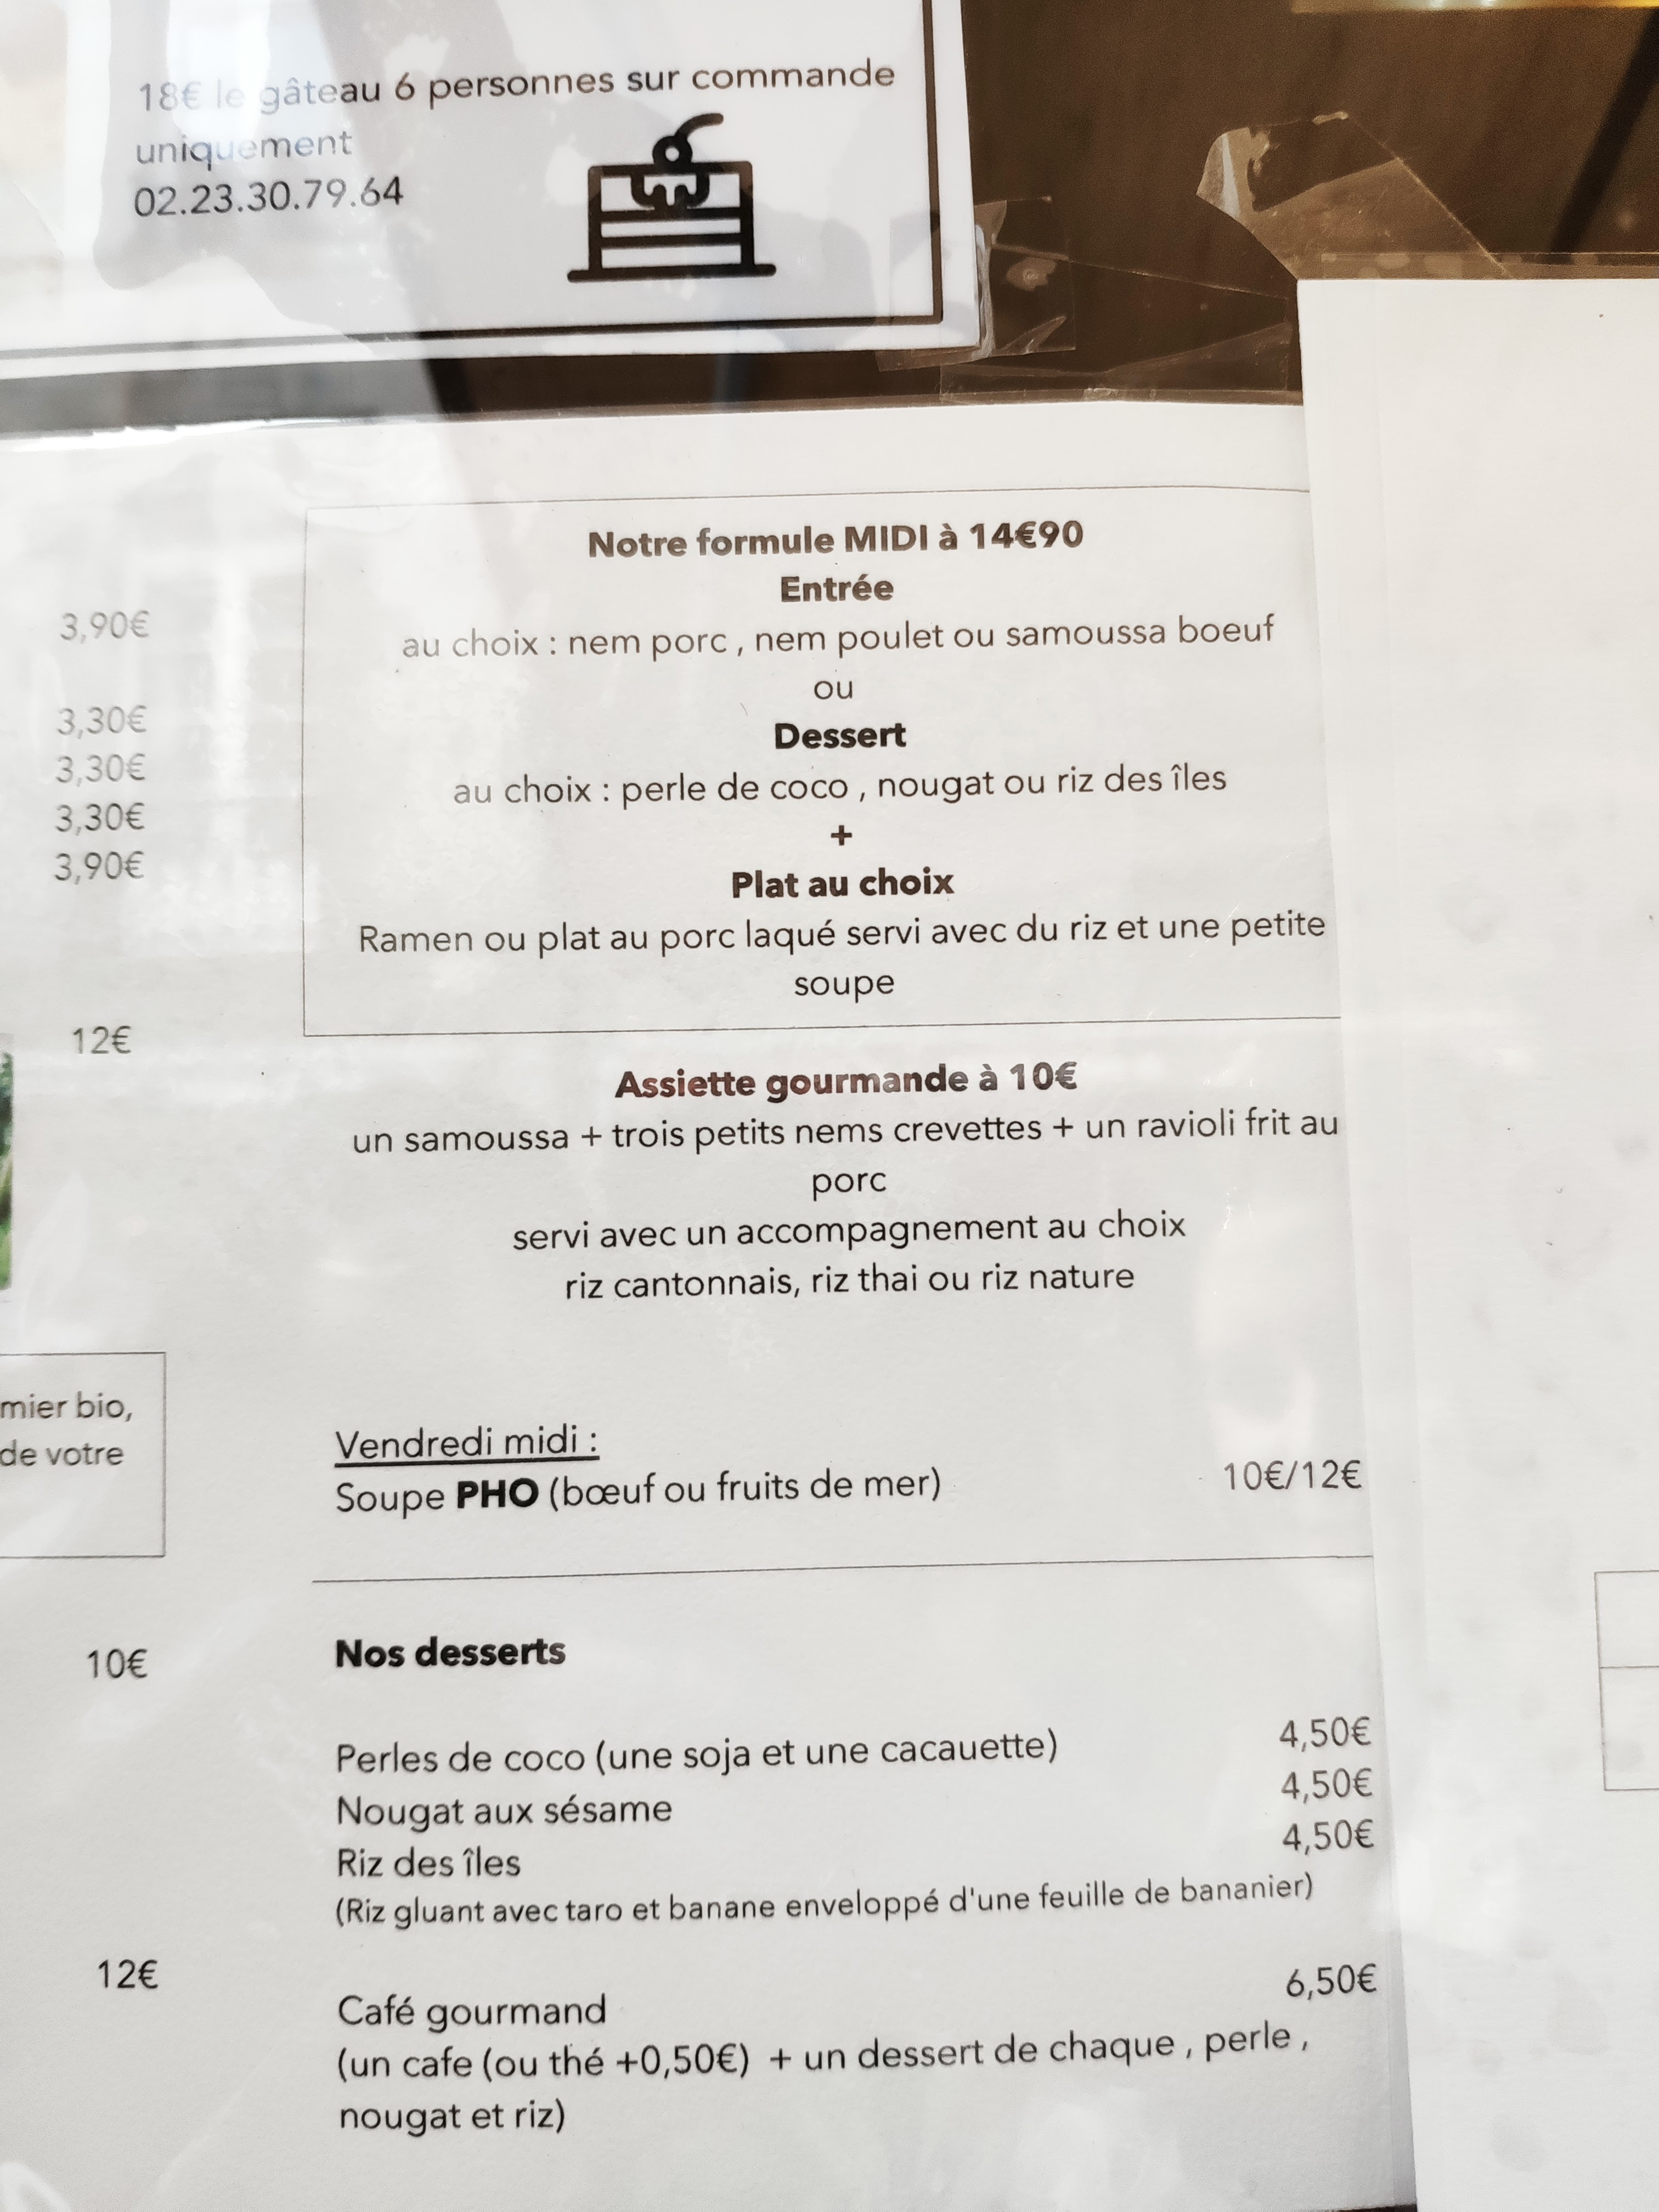 18€ le gâteau 6 personnes sur commande
uniquement
02.23.30.79.64
3,90€
3,30€
3,30€
3,30€
3,90€
12€
mier bio,
de votre
10€
12€
Notre formule MIDI à 14€90
Entrée
au choix : nem porc , nem poulet ou samoussa boeuf
ou
Dessert
au choix : perle de coco , nougat ou riz des îles
+
Plat au choix
Ramen ou plat au porc laqué servi avec du riz et une petite
soupe
Assiette gourmande à 10€
un samoussa + trois petits nems crevettes + un ravioli frit au
porc
servi avec un accompagnement au choix
riz cantonnais, riz thai ou riz nature
Vendredi midi :
Soupe PHO (bœuf ou fruits de mer) 10€/12€
Nos desserts
Perles de coco (une soja et une cacauette) 4,50€
Nougat aux sésame 4,50€
Riz des îles 4,50€
(Riz gluant avec taro et banane enveloppé d'une feuille de bananier)
Café gourmand 6,50€
(un cafe (ou thé +0,50€) + un dessert de chaque , perle ,
nougat et riz)